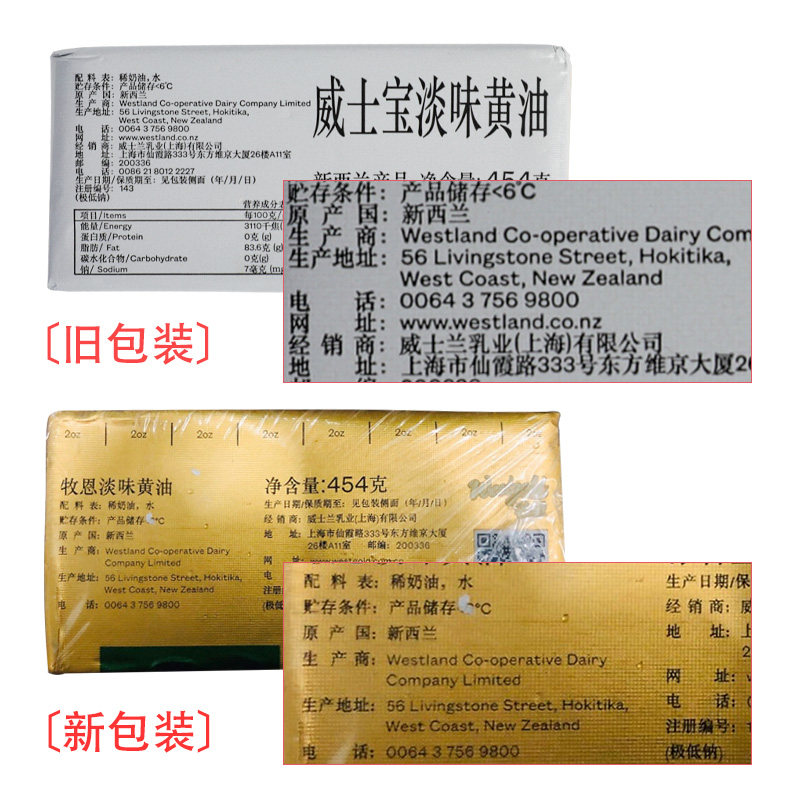 配 料 表：稀奶油，水
贮存条件：产品储存<6℃
原 产 国：新西兰
生 产 商：Westland Co-operative Dairy Company Limited
生产地址：56 Livingstone Street, Hokitika,
West Coast, New Zealand
电 话：0064 3 756 9800
网 址：www.westland.co.nz
经 销 商：威士兰乳业(上海)有限公司
地 址：上海市仙霞路333号东方维京大厦26楼A11室
邮 编：200336
电 话：0086 21 8012 2227
生产日期/保质期至：见包装侧面（年/月/日）
注册编号：143
(极低钠)
营养成分表
项目/Items 每100克/
能量/Energy 3110千焦(
蛋白质/Protein 0克 (g)
脂肪/ Fat 83.6克 (g)
碳水化合物/Carbohydrate 0克(g)
钠/ Sodium 7毫克 (mg
威士宝淡味黄油
新西兰产品 净含量：454克
贮存条件：产品储存<6℃
原 产 国：新西兰
生 产 商：Westland Co-operative Dairy Com
生产地址：56 Livingstone Street, Hokitika,
West Coast, New Zealand
电 话：0064 3 756 9800
网 址：www.westland.co.nz
经 销 商：威士兰乳业(上海)有限公司
地 址：上海市仙霞路333号东方维京大厦26
〔旧包装〕
2oz 2oz 2oz 2oz 2oz 2oz 2oz
牧恩淡味黄油
配 料 表：稀奶油，水
贮存条件：产品储存 °C
原 产 国：新西兰
生 产 商：Westland Co-operative Dairy
Company Limited
生产地址：56 Livingstone Street, Hokitika,
West Coast, New Zealand
电 话：0064 3 756 9800
净含量：454克
生产日期/保质期至：见包装侧面（年/月/日）
经 销 商：威士兰乳业(上海)有限公司
地 址：上海市仙霞路333号东方维京大厦
26楼A11室 邮编：200336
网 址：www.westgold.com.cn
配 料 表：稀奶油，水
贮存条件：产品储存 °C
原 产 国：新西兰
生 产 商：Westland Co-operative Dairy
Company Limited
生产地址：56 Livingstone Street, Hokitika,
West Coast, New Zealand
电 话：0064 3 756 9800
生产日期/保
经 销 商：威
地 址：上
2
网 址：w
电 话：0
注册编号：1
(极低钠)
〔新包装〕